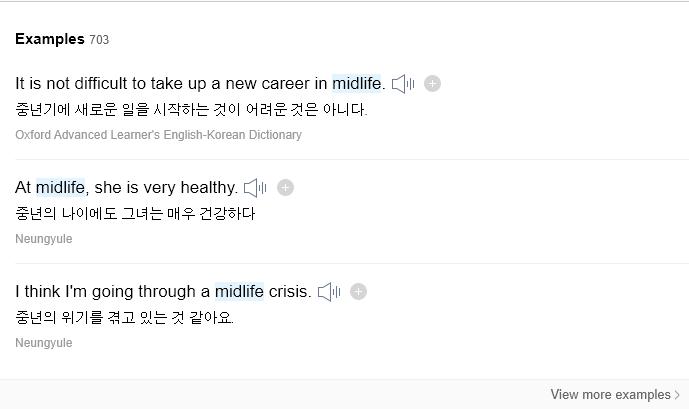 Examples 703
It is not difficult to take up a new career in midlife.
중년기에 새로운 일을 시작하는 것이 어려운 것은 아니다.
Oxford Advanced Learner's English-Korean Dictionary
At midlife, she is very healthy.
중년의 나이에도 그녀는 매우 건강하다
Neungyule
I think I'm going through a midlife crisis.
중년의 위기를 겪고 있는 것 같아요.
Neungyule
View more examples